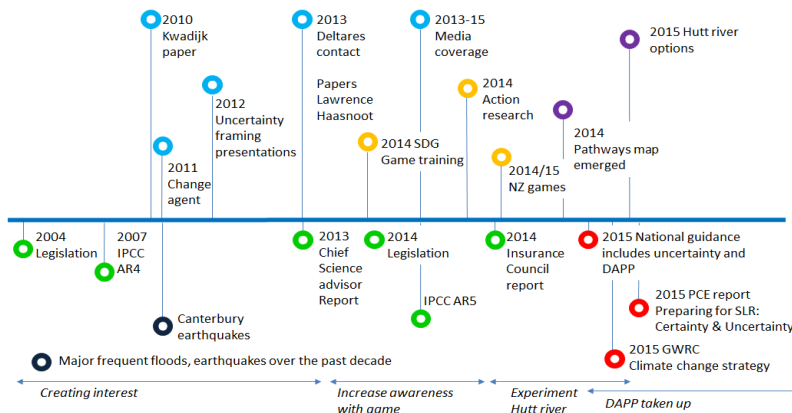 2010
Kwadijk
paper
2011
Change
agent
2012
Uncertainty
framing
presentations
2013
Deltares
contact
Papers
Lawrence
Haasnoot
2014 SDG
Game training
2013-15
Media
coverage
2014
Action
research
2014/15
NZ games
2014
Pathways map
emerged
2015 Hutt river
options
2004
Legislation
2007
IPCC
AR4
Canterbury
earthquakes
2013
Chief
Science
advisor
Report
2014
Legislation
IPCC AR5
2014
Insurance
Council
report
2015 National guidance
includes uncertainty and
DAPP
2015 PCE report
Preparing for SLR:
Certainty & Uncertainty
2015 GWRC
Climate change strategy
Major frequent floods, earthquakes over the past decade
Creating interest
Increase awareness
with game
Experiment
Hutt river
DAPP taken up